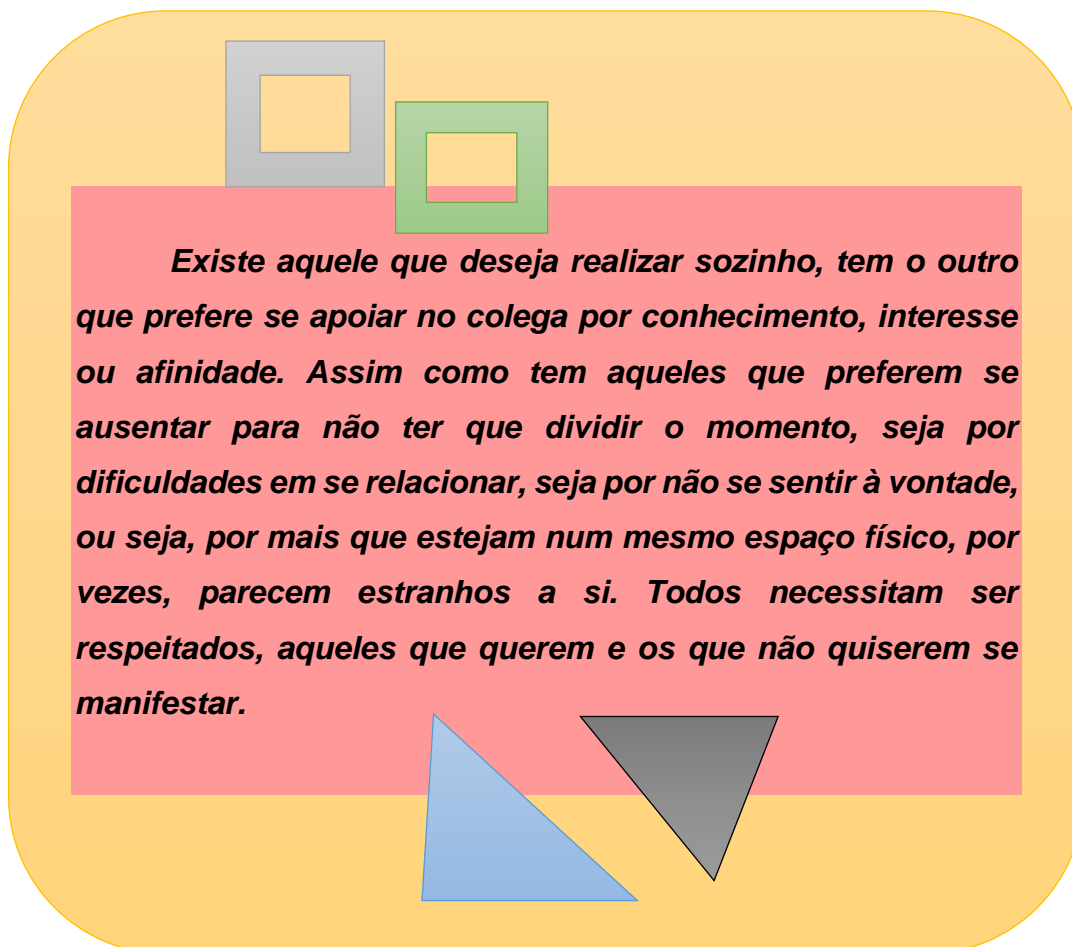 Existe aquele que deseja realizar sozinho, tem o outro
que prefere se apoiar no colega por conhecimento, interesse
ou afinidade. Assim como tem aqueles que preferem se
ausentar para não ter que dividir o momento, seja por
dificuldades em se relacionar, seja por não se sentir à vontade,
ou seja, por mais que estejam num mesmo espaço físico, por
vezes, parecem estranhos a si. Todos necessitam ser
respeitados, aqueles que querem e os que não quiserem se
manifestar.